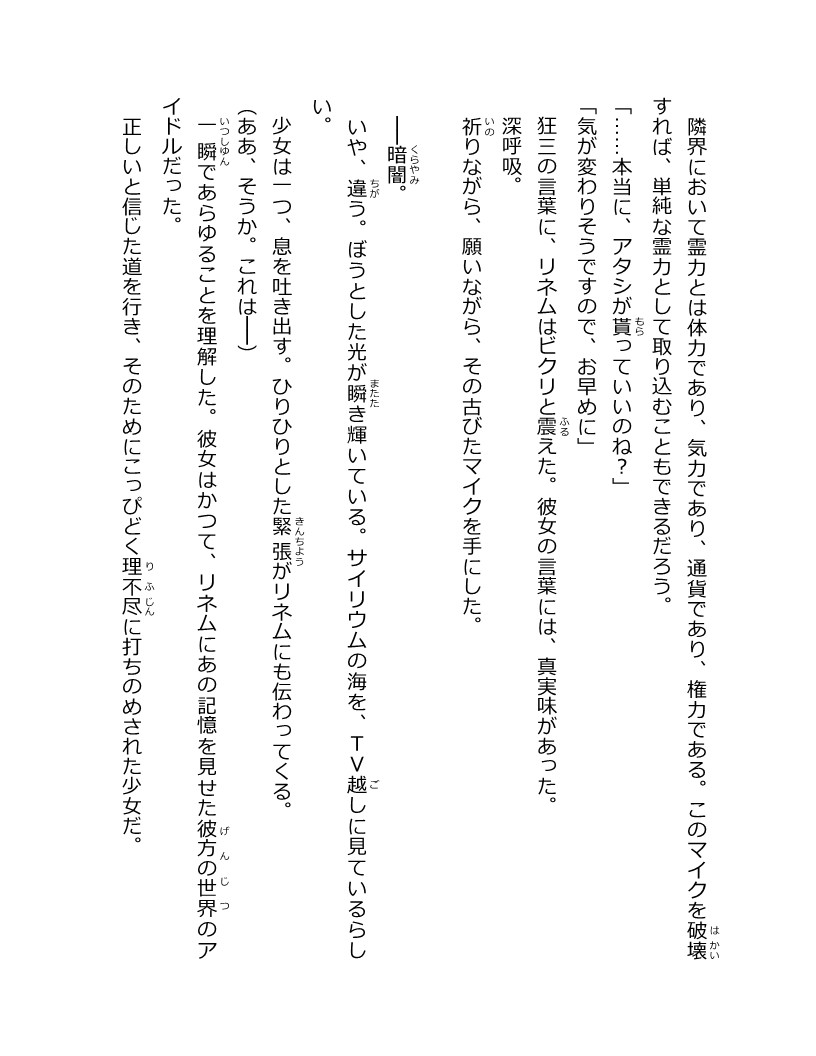 隣界において霊力とは体力であり、気力であり、通貨であり、権力である。このマイクを破壊
すれば、単純な霊力として取り込むこともできるだろう。
「……本当に、アタシが貰っていいのね？」
「気が変わりそうですので、お早めに」
狂三の言葉に、リネムはビクリと震えた。彼女の言葉には、真実味があった。
深呼吸。
祈りながら、願いながら、その古びたマイクを手にした。
――暗闇。
いや、違う。ぼうとした光が瞬き輝いている。サイリウムの海を、ＴＶ越しに見ているらし
い。
少女は一つ、息を吐き出す。ひりひりとした緊張がリネムにも伝わってくる。
（ああ、そうか。これは――）
一瞬であらゆることを理解した。彼女はかつて、リネムにあの記憶を見せた彼方の世界のア
イドルだった。
正しいと信じた道を行き、そのためにこっぴどく理不尽に打ちのめされた少女だ。